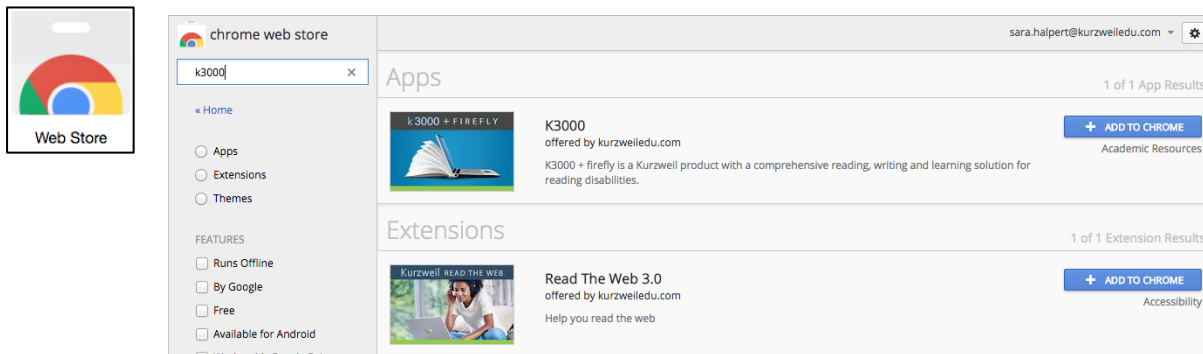 Web Store
chrome web store
sara.halpert@kurzweiledu.com
k3000
« Home
Apps
Extensions
Themes
FEATURES
Runs Offline
By Google
Free
Available for Android
Apps
1 of 1 App Results
k3000 + FIREFLY
K3000
offered by kurzweiledu.com
K3000 + firefly is a Kurzweil product with a comprehensive reading, writing and learning solution for
reading disabilities.
+ ADD TO CHROME
Academic Resources
Extensions
1 of 1 Extension Results
Kurzweil READ THE WEB
Read The Web 3.0
offered by kurzweiledu.com
Help you read the web
+ ADD TO CHROME
Accessibility